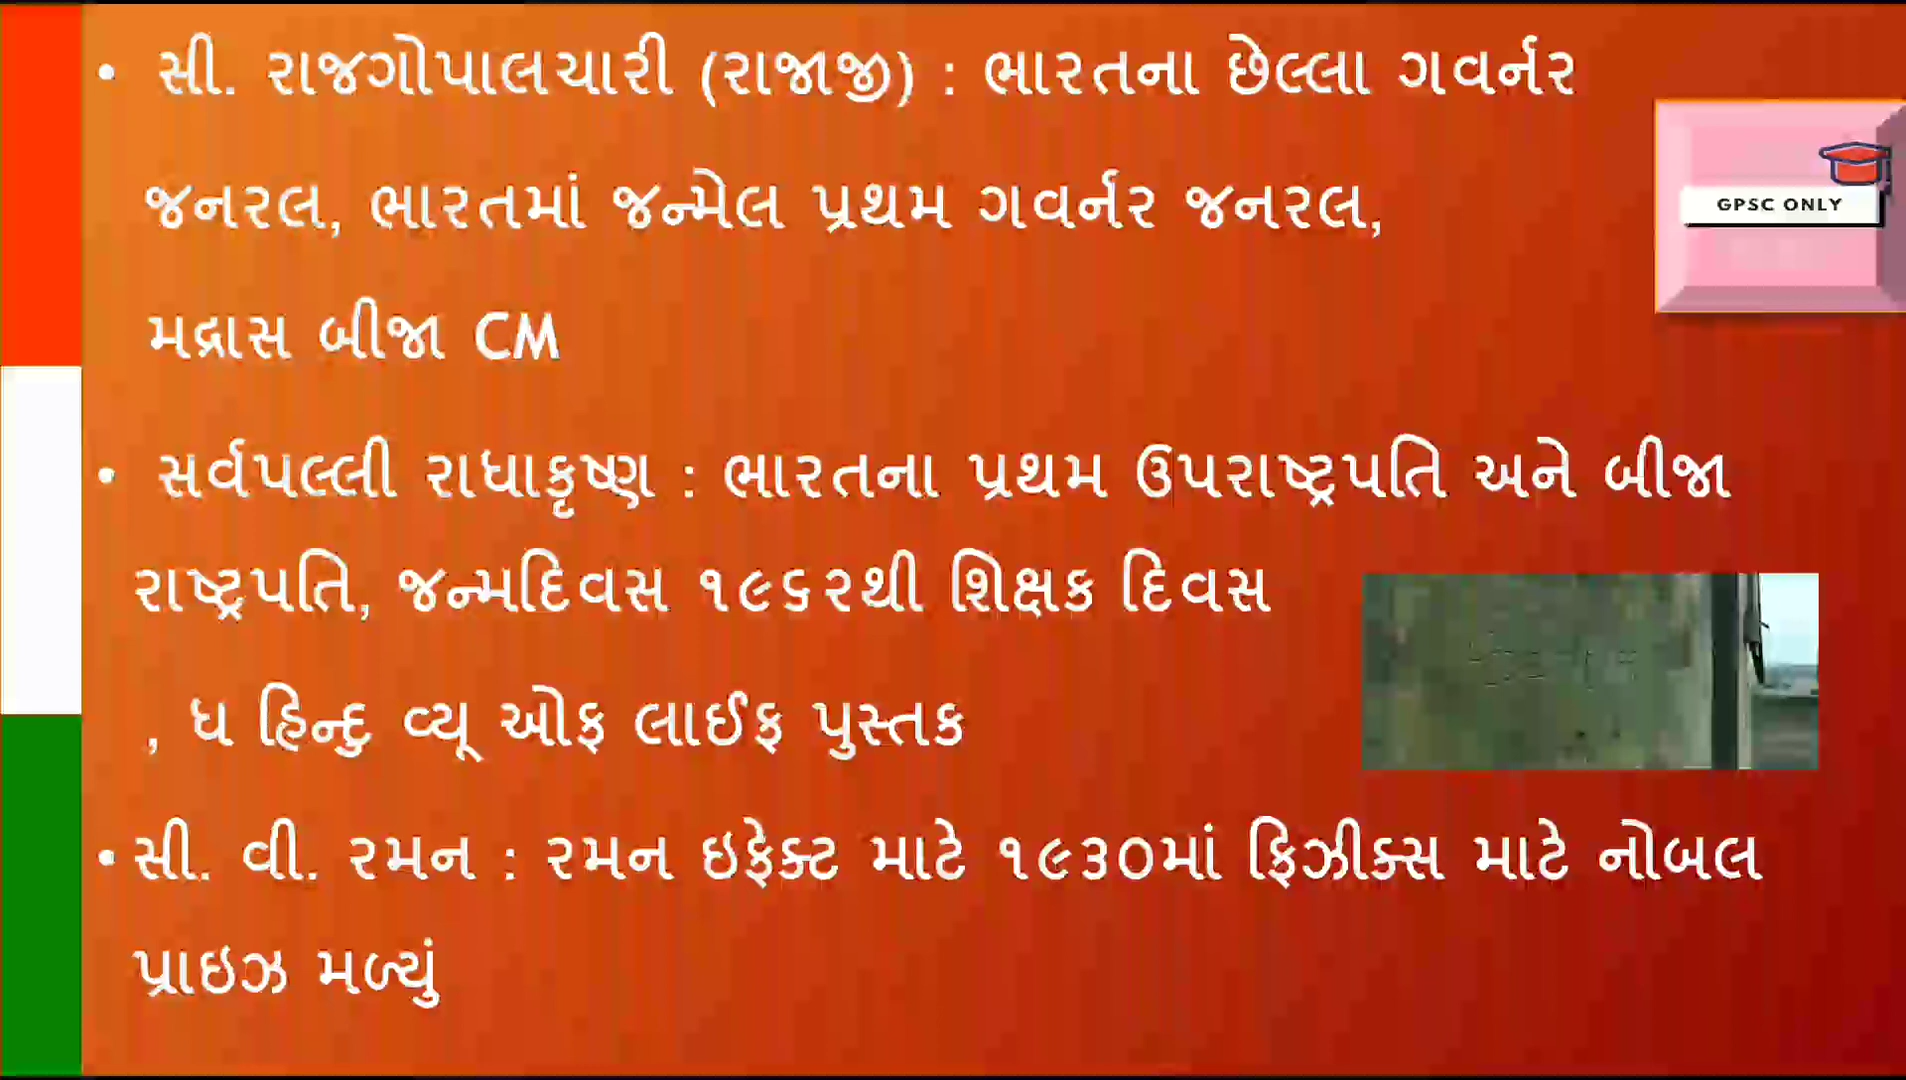 • સી. રાજગોપાલચારી (રાજાજી) : ભારતના છેલ્લા ગવર્નર
જનરલ, ભારતમાં જન્મેલ પ્રથમ ગવર્નર જનરલ,
GPSC ONLY
મદ્રાસ બીજા CM
• સર્વપલ્લી રાધાકૃષ્ણ : ભારતના પ્રથમ ઉપરાષ્ટ્રપતિ અને બીજા
રાષ્ટ્રપતિ, જન્મદિવસ ૧૯૬૨થી શિક્ષક દિવસ
, ધ હિન્દુ વ્યૂ ઓફ લાઈફ પુસ્તક
• સી. વી. રમન : રમન ઇફેક્ટ માટે ૧૯૩૦માં ફિઝીક્સ માટે નોબલ
પ્રાઇઝ મળ્યું